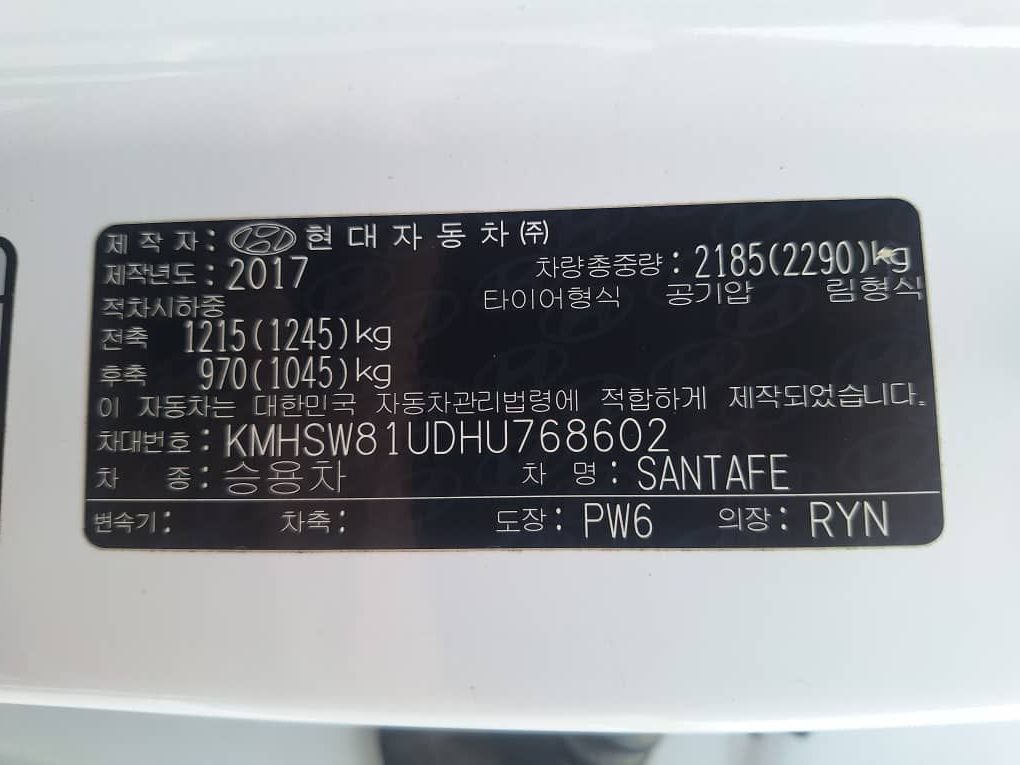 제 작 자 : 현 대 자 동 차 ㈜
제작년도 : 2017 차량총중량 : 2185(2290)kg
적차시하중 타이어형식 공기압 림형식
전축 1215(1245)kg
후축 970(1045)kg
이 자동차는 대한민국 자동차관리법령에 적합하게 제작되었습니다.
차대번호 : KMHSW81UDHU768602
차 종 : 승용차 차 명 : SANTAFE
변속기 : 차축 : 도장 : PW6 의장 : RYN